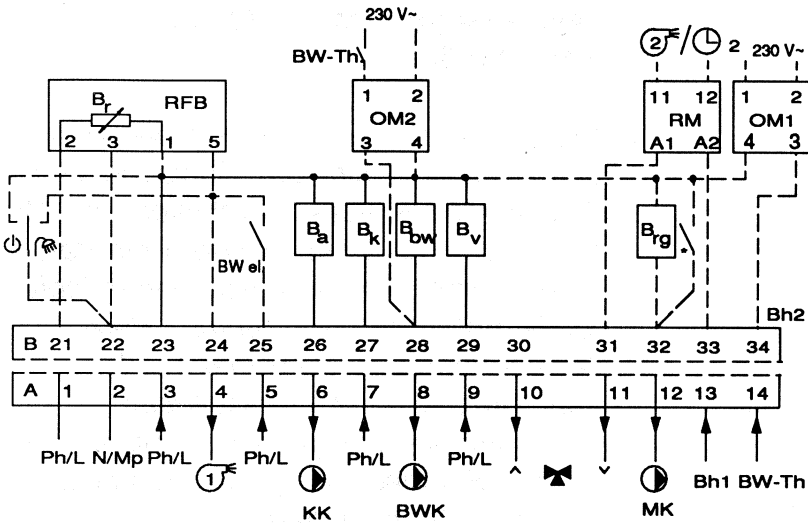 230 V~
BW-Th.
2 / 2 230 V~
Br RFB
2 3 1 5
1 2
OM2
3 4
11 12
RM
A1 A2
1 2
OM1
4 3
Ba Bk Bbw Bv Brg *
BW el.
Bh2
B 21 22 23 24 25 26 27 28 29 30 31 32 33 34
A 1 2 3 4 5 6 7 8 9 10 11 12 13 14
Ph/L N/Mp Ph/L 1 Ph/L Ph/L Ph/L Bh1 BW-Th
KK BWK MK